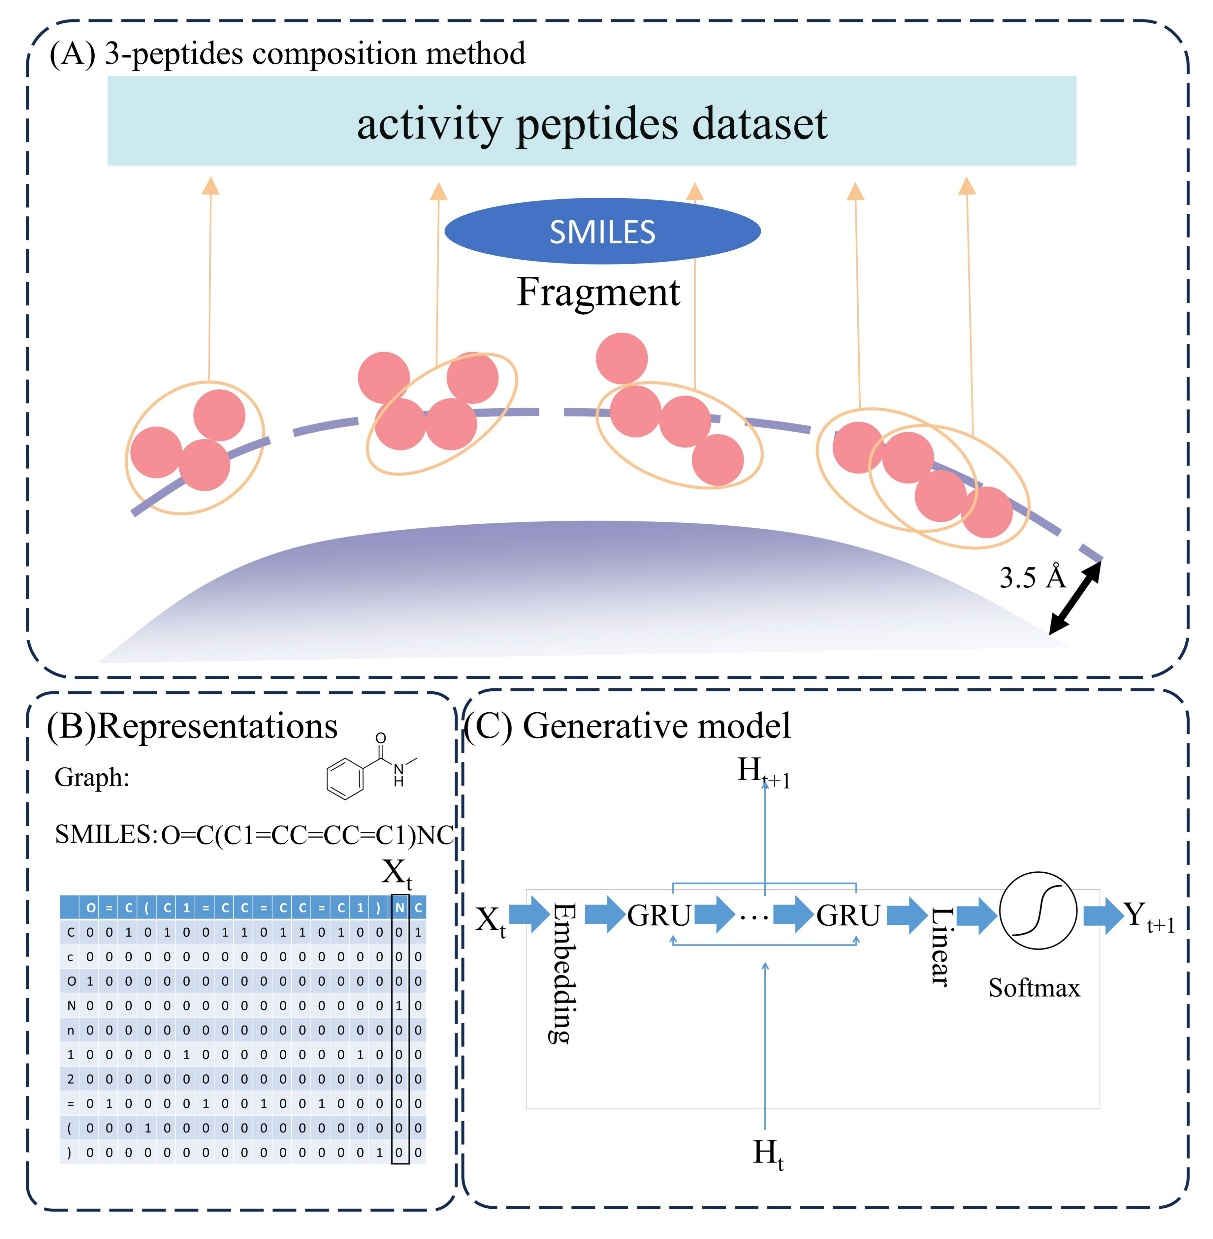 (A) 3-peptides composition method
activity peptides dataset
SMILES
Fragment
3.5 Å
(B)Representations
Graph:
O
N
H
SMILES:O=C(C1=CC=CC=C1)NC
Xt
O = C ( C 1 = C C = C C = C 1 ) N C
C 0 0 1 0 1 0 0 1 1 0 1 1 0 1 0 0 0 1
c 0 0 0 0 0 0 0 0 0 0 0 0 0 0 0 0 0 0
O 1 0 0 0 0 0 0 0 0 0 0 0 0 0 0 0 0 0
N 0 0 0 0 0 0 0 0 0 0 0 0 0 0 0 0 1 0
n 0 0 0 0 0 0 0 0 0 0 0 0 0 0 0 0 0 0
1 0 0 0 0 0 1 0 0 0 0 0 0 0 0 1 0 0 0
2 0 0 0 0 0 0 0 0 0 0 0 0 0 0 0 0 0 0
= 0 1 0 0 0 0 1 0 0 1 0 0 1 0 0 0 0 0
( 0 0 0 1 0 0 0 0 0 0 0 0 0 0 0 0 0 0
) 0 0 0 0 0 0 0 0 0 0 0 0 0 0 0 1 0 0
(C) Generative model
Ht+1
Xt
Embedding
GRU
...
GRU
Linear
Softmax
Yt+1
Ht